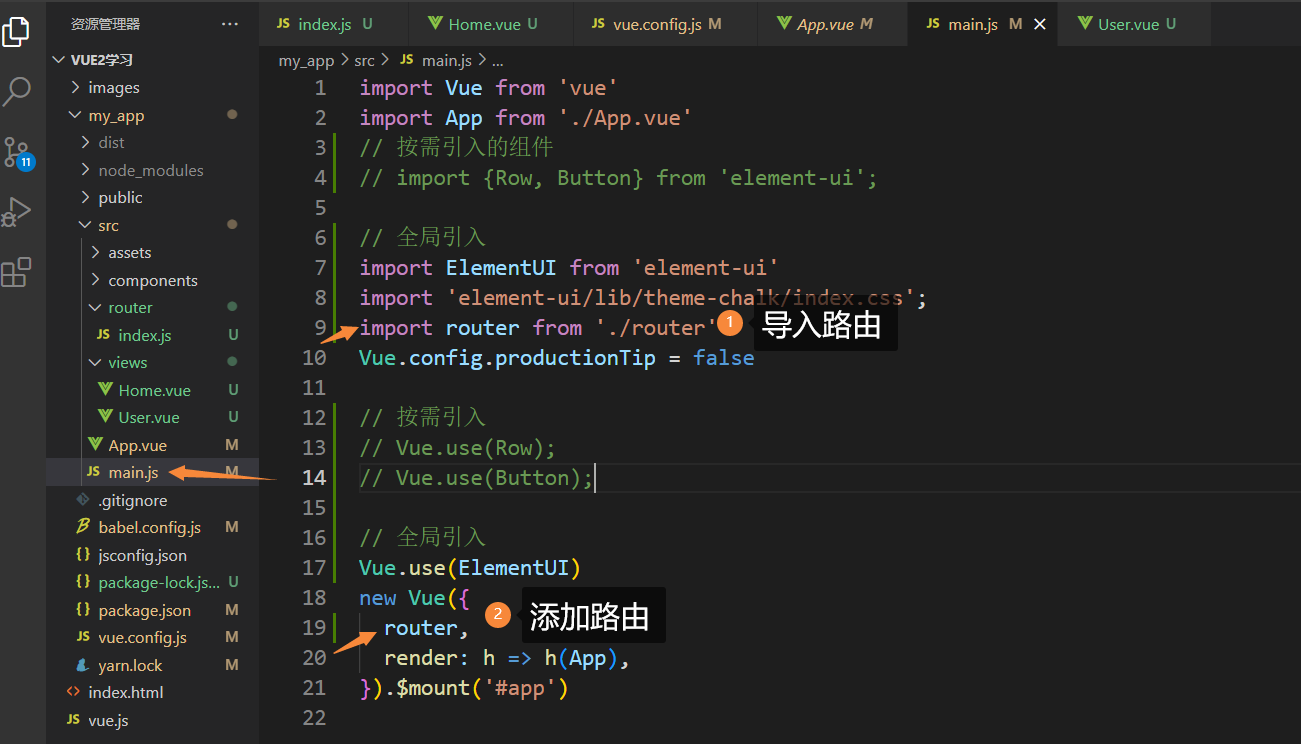 资源管理器 ···
VUE2学习
images
my_app
dist
node_modules
public
src
assets
components
router
index.js U
views
Home.vue U
User.vue U
App.vue M
main.js M
.gitignore
babel.config.js M
jsconfig.json
package-lock.js... U
package.json M
vue.config.js M
yarn.lock M
index.html
vue.js
11
JS index.js U
Home.vue U
JS vue.config.js M
App.vue M
JS main.js M
User.vue U
my_app > src > JS main.js > ...
1 import Vue from 'vue'
2 import App from './App.vue'
3 // 按需引入的组件
4 // import {Row, Button} from 'element-ui';
5
6 // 全局引入
7 import ElementUI from 'element-ui'
8 import 'element-ui/lib/theme-chalk/index.css';
9 import router from './router'
1 导入路由
10 Vue.config.productionTip = false
11
12 // 按需引入
13 // Vue.use(Row);
14 // Vue.use(Button);
15
16 // 全局引入
17 Vue.use(ElementUI)
18 new Vue({
2 添加路由
19 router,
20 render: h => h(App),
21 }).$mount('#app')
22